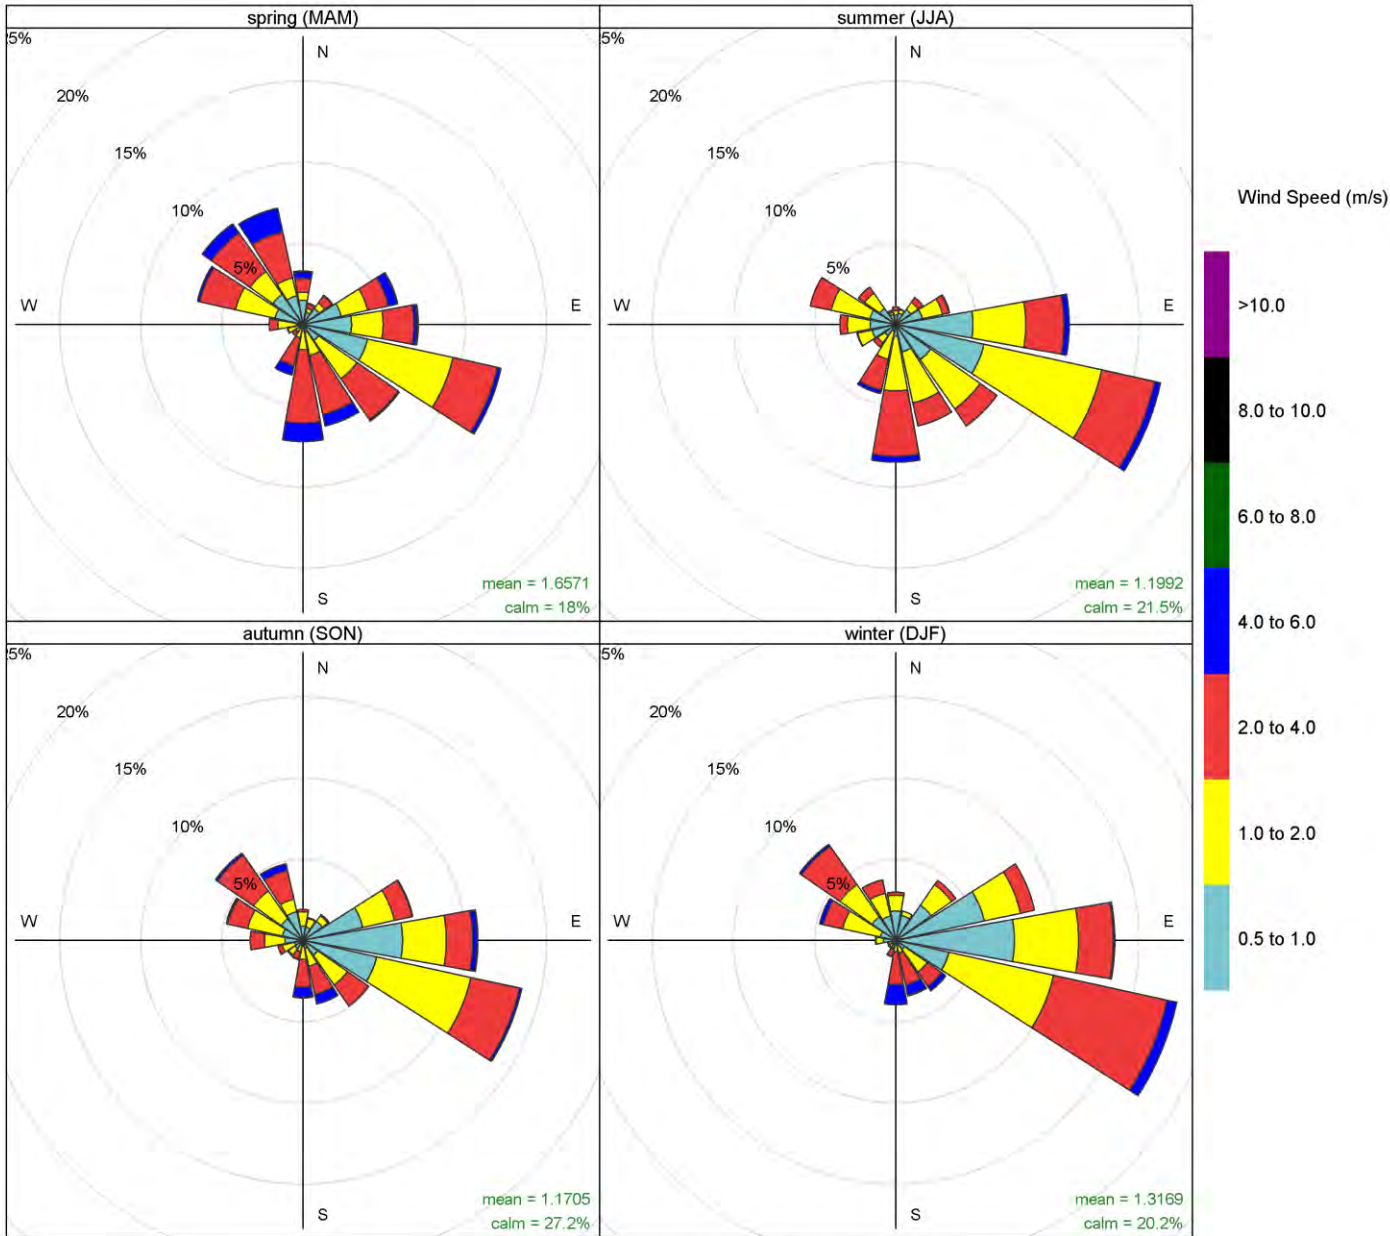 spring (MAM)
5%
20%
15%
10%
5%
N
W
E
S
mean = 1.6571
calm = 18%
summer (JJA)
5%
20%
15%
10%
5%
N
W
E
S
mean = 1.1992
calm = 21.5%
autumn (SON)
5%
20%
15%
10%
5%
N
W
E
S
mean = 1.1705
calm = 27.2%
winter (DJF)
5%
20%
15%
10%
5%
N
W
E
S
mean = 1.3169
calm = 20.2%
Wind Speed (m/s)
>10.0
8.0 to 10.0
6.0 to 8.0
4.0 to 6.0
2.0 to 4.0
1.0 to 2.0
0.5 to 1.0